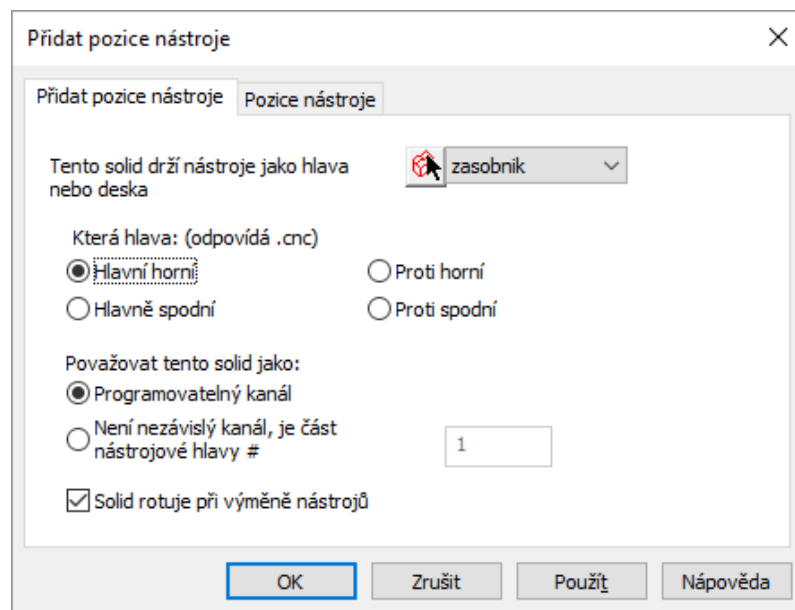 Přidat pozice nástroje
Přidat pozice nástroje
Pozice nástroje
Tento solid drží nástroje jako hlava
nebo deska
zasobnik
Která hlava: (odpovídá .cnc)
Hlavní horní
Proti horní
Hlavně spodní
Proti spodní
Považovat tento solid jako:
Programovatelný kanál
Není nezávislý kanál, je část
nástrojové hlavy #
1
Solid rotuje při výměně nástrojů
OK
Zrušit
Použít
Nápověda